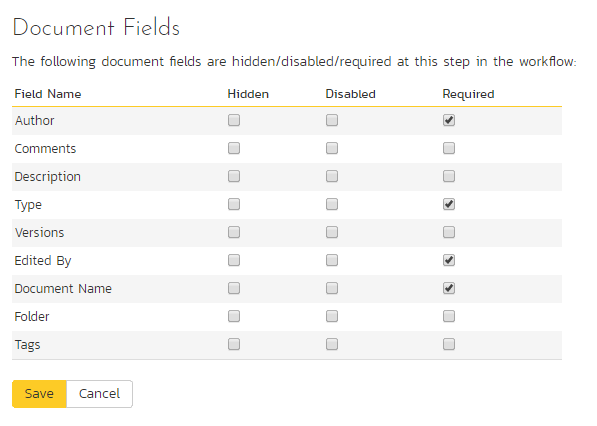 Document Fields
The following document fields are hidden/disabled/required at this step in the workflow:
Field Name Hidden Disabled Required
Author
Comments
Description
Type
Versions
Edited By
Document Name
Folder
Tags
Save Cancel